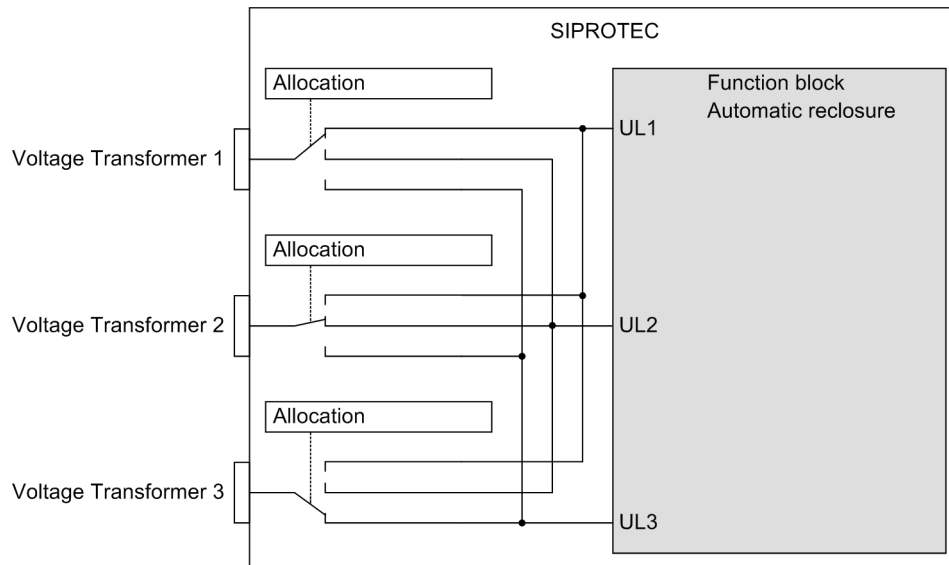 SIPROTEC
Allocation
Function block
Automatic reclosure
UL1
Voltage Transformer 1
Allocation
Voltage Transformer 2
UL2
Allocation
Voltage Transformer 3
UL3